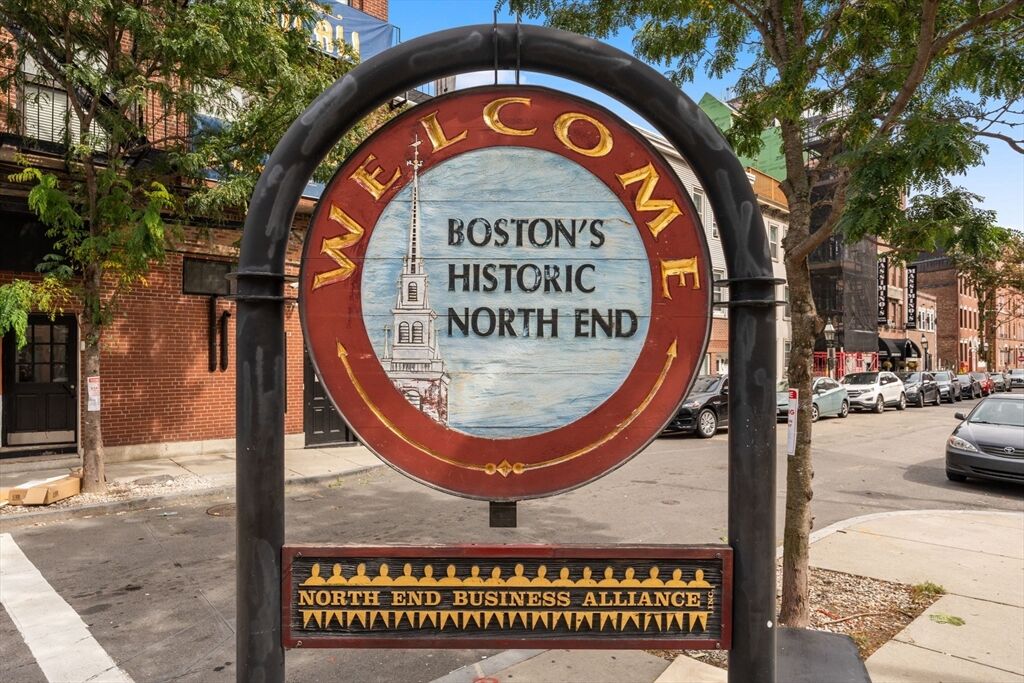 WELCOME
BOSTON'S
HISTORIC
NORTH END
NORTH END BUSINESS ALLIANCE INC.